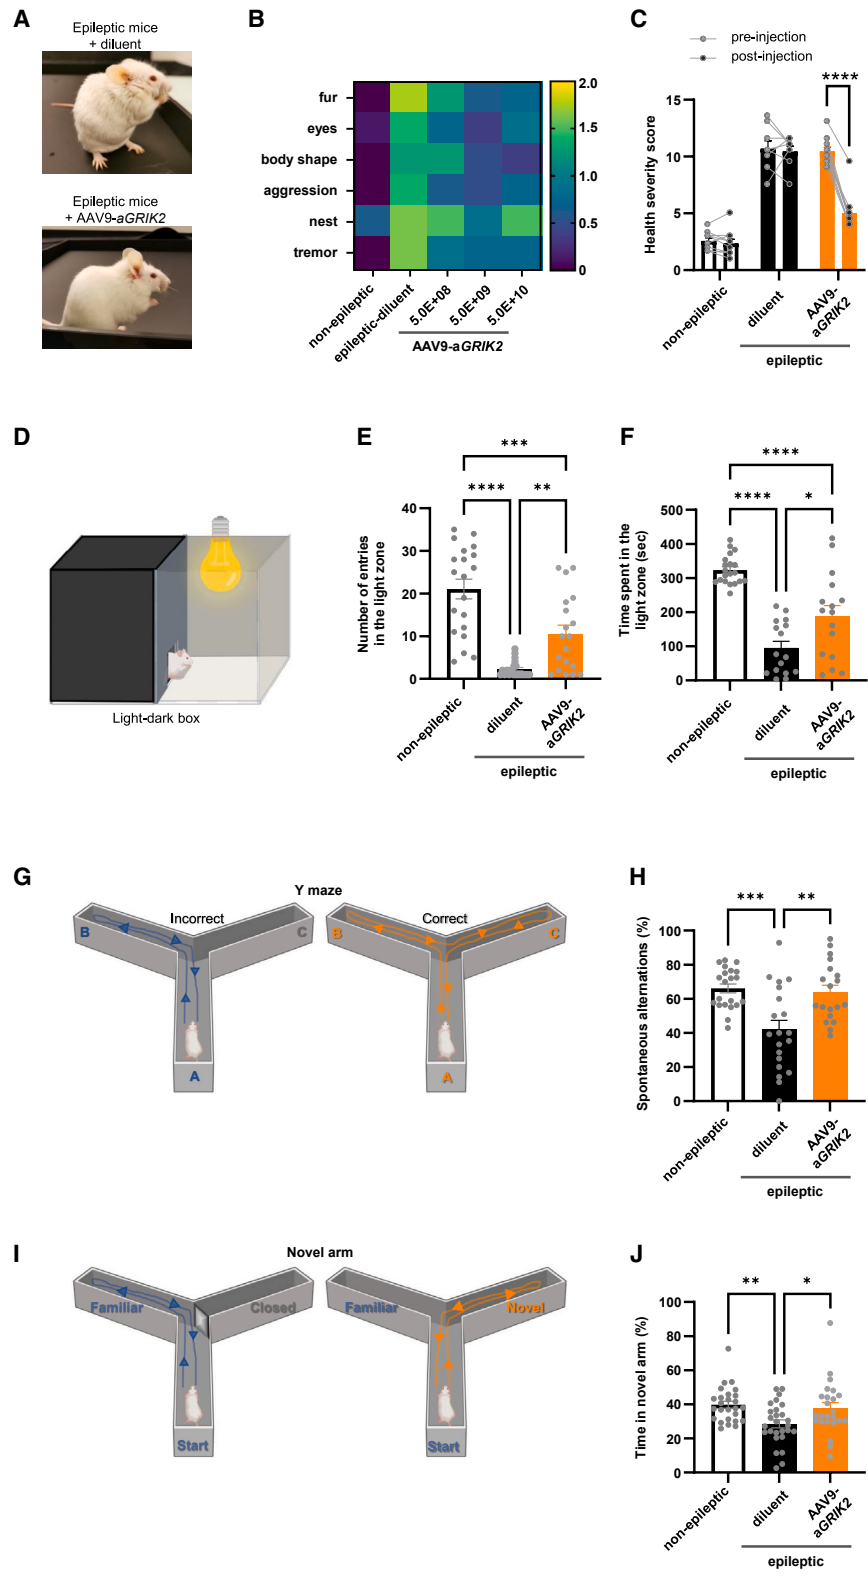 A
Epileptic mice
+ diluent
Epileptic mice
+ AAV9-aGRIK2
B
fur
eyes
body shape
aggression
nest
tremor
2.0
1.5
1.0
0.5
0
non-epileptic
epileptic-diluent
5.0E+08
5.0E+09
5.0E+10
AAV9-aGRIK2
C
pre-injection
post-injection
****
Health severity score
15
10
5
0
non-epileptic
diluent
AAV9-
aGRIK2
epileptic
D
Light-dark box
E
***
****
**
Number of entries
in the light zone
40
30
20
10
0
non-epileptic
diluent
AAV9-
aGRIK2
epileptic
F
****
****
*
Time spent in the
light zone (sec)
500
400
300
200
100
0
non-epileptic
diluent
AAV9-
aGRIK2
epileptic
G
Y maze
Incorrect
B
C
A
Correct
B
C
A
H
***
**
Spontaneous alternations (%)
100
80
60
40
20
0
non-epileptic
diluent
AAV9-
aGRIK2
epileptic
I
Novel arm
Familiar
Closed
Start
Familiar
Novel
Start
J
**
*
Time in novel arm (%)
100
80
60
40
20
0
non-epileptic
diluent
AAV9-
aGRIK2
epileptic